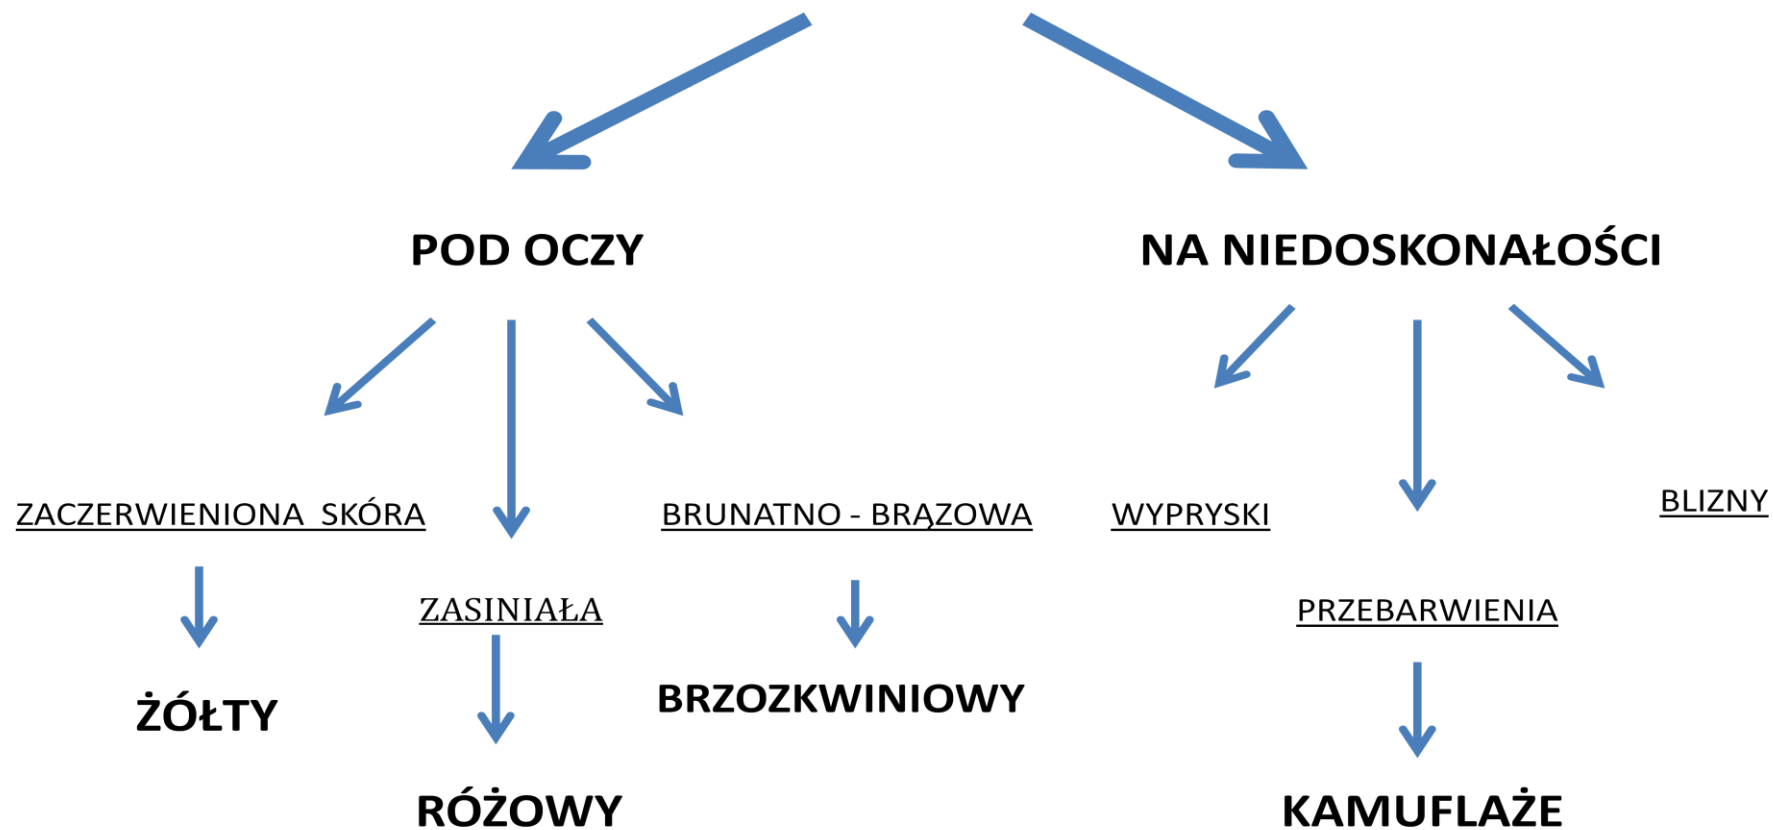 POD OCZY
NA NIEDOSKONAŁOŚCI
ZACZERWIENIONA SKÓRA
BRUNATNO - BRĄZOWA
WYPRYSKI
BLIZNY
ZASINIAŁA
PRZEBARWIENIA
ŻÓŁTY
BRZOZKWINIOWY
RÓŻOWY
KAMUFLAŻE